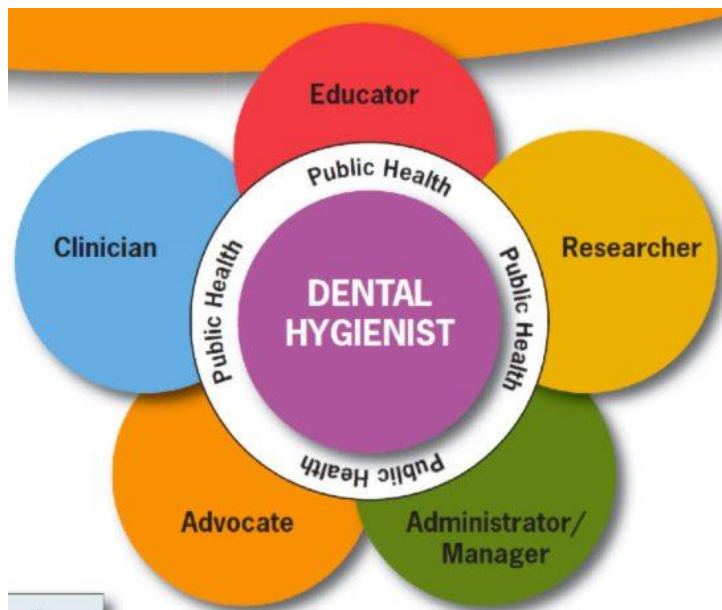 Educator
Public Health
Clinician
Public Health
DENTAL
HYGIENIST
Public Health
Researcher
Public Health
Advocate
Administrator/
Manager